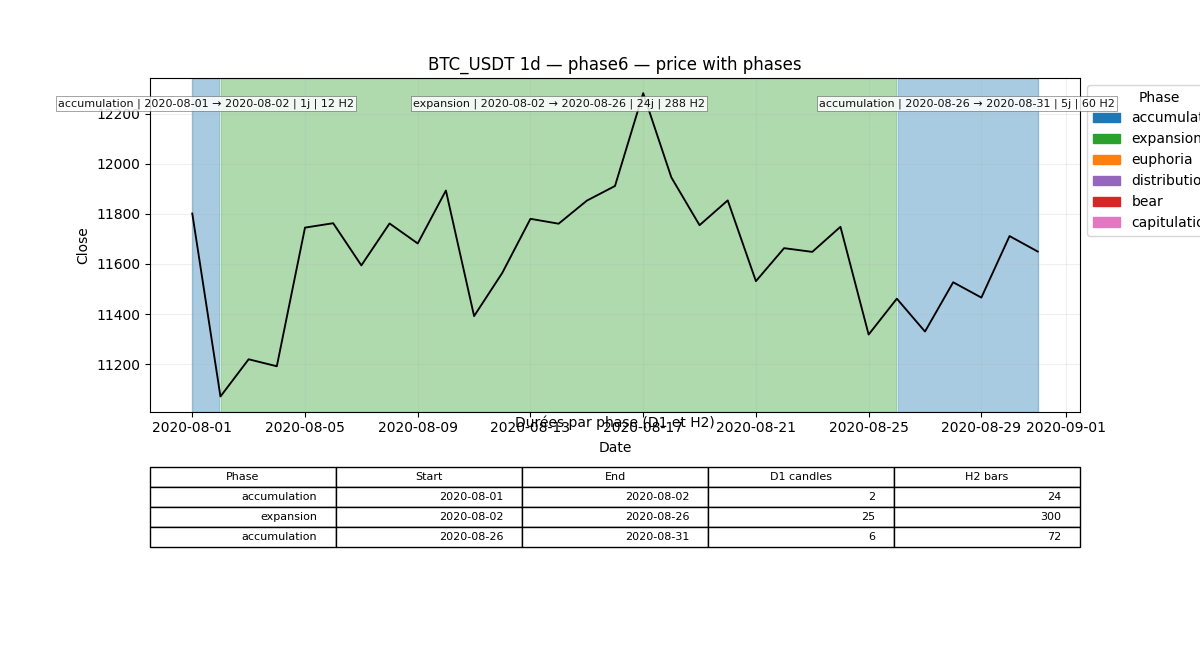 BTC_USDT 1d — phase6 — price with phases
accumulation | 2020-08-01 → 2020-08-02 | 1j | 12 H2
expansion | 2020-08-02 → 2020-08-26 | 24j | 288 H2
accumulation | 2020-08-26 → 2020-08-31 | 5j | 60 H2
Phase
accumulat
expansion
euphoria
distributio
bear
capitulatio
12200
12000
11800
11600
11400
11200
Close
Durées par phase (D1 et H2)
2020-08-01 2020-08-05 2020-08-09 2020-08-13 2020-08-17 2020-08-21 2020-08-25 2020-08-29 2020-09-01
Date
Phase Start End D1 candles H2 bars
accumulation 2020-08-01 2020-08-02 2 24
expansion 2020-08-02 2020-08-26 25 300
accumulation 2020-08-26 2020-08-31 6 72